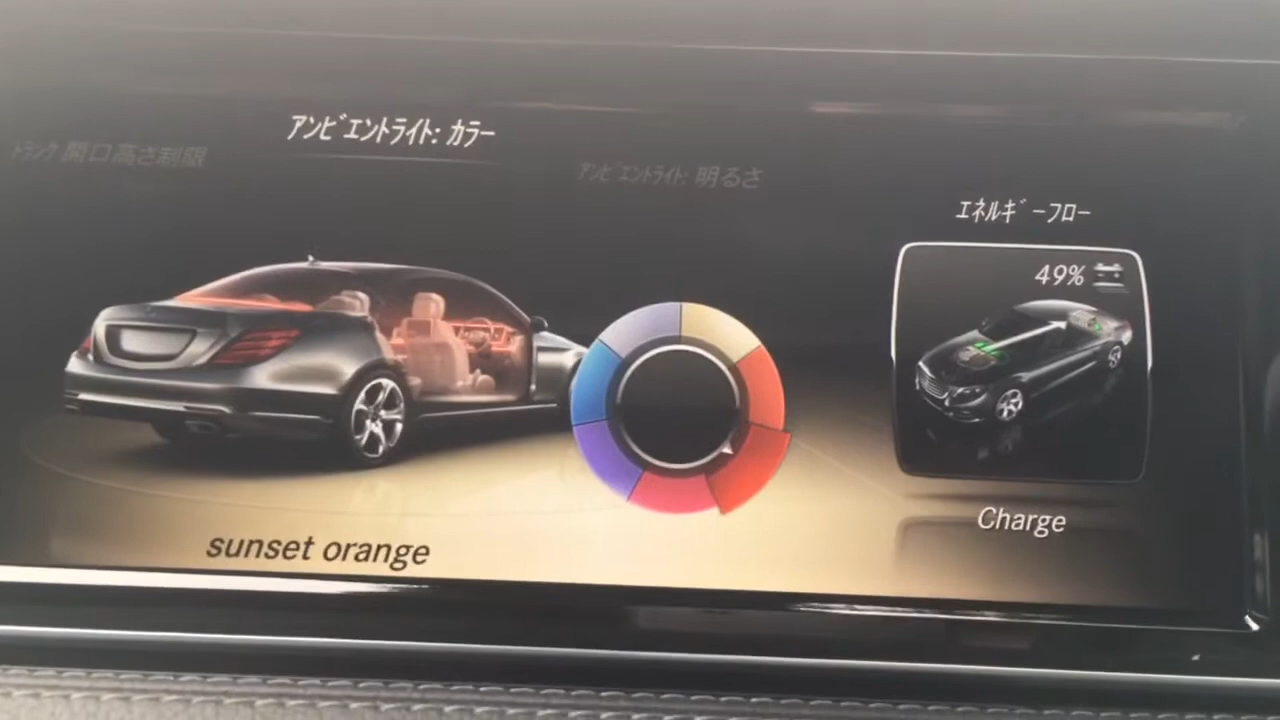 アンビエントライト: カラー
トランク開口高さ制限
アンビエントライト: 明るさ
エネルギーフロー
49%
Charge
sunset orange